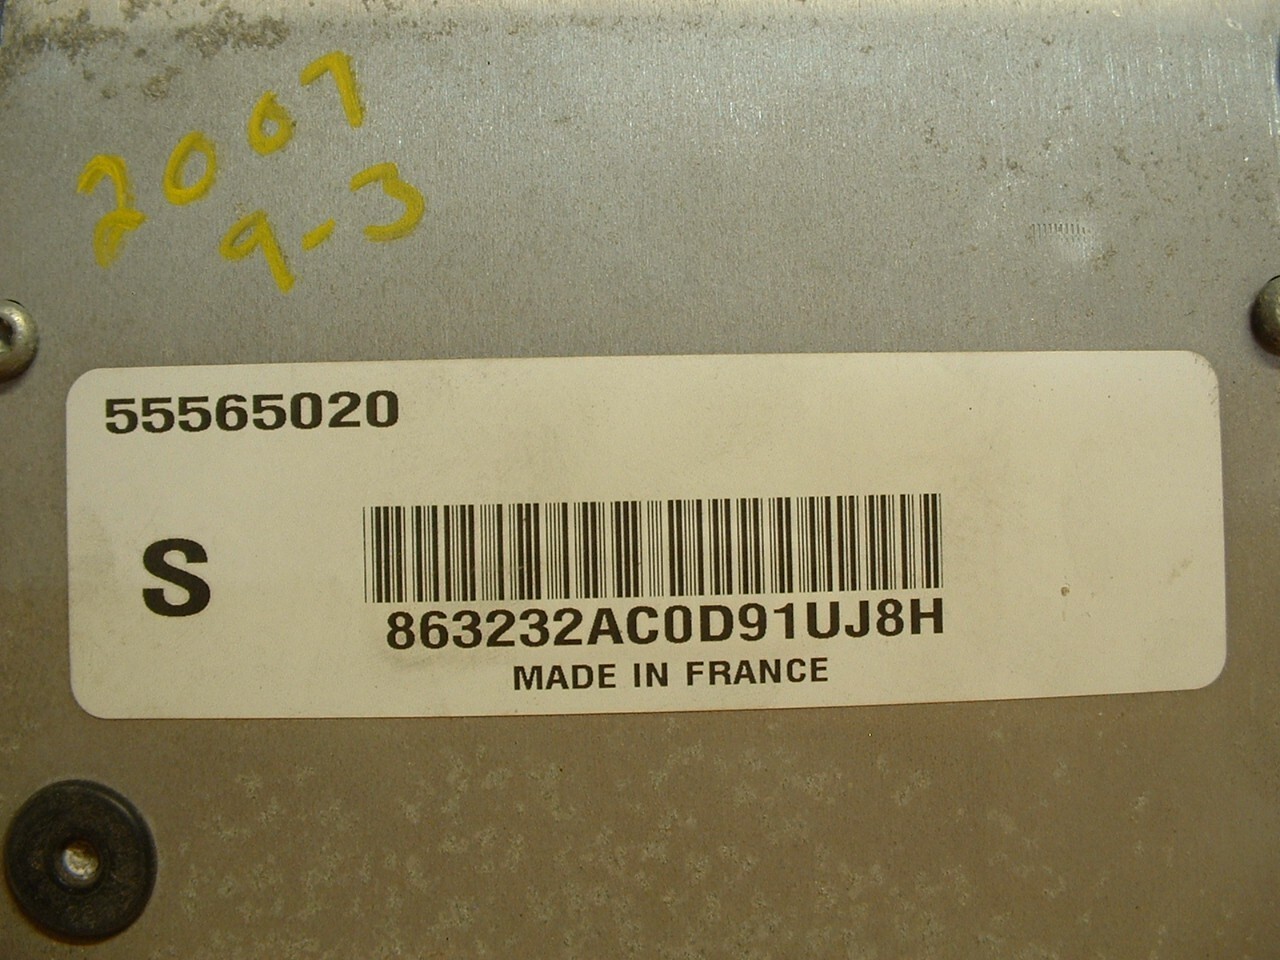 2007
9-3
55565020
S
863232AC0D91UJ8H
MADE IN FRANCE